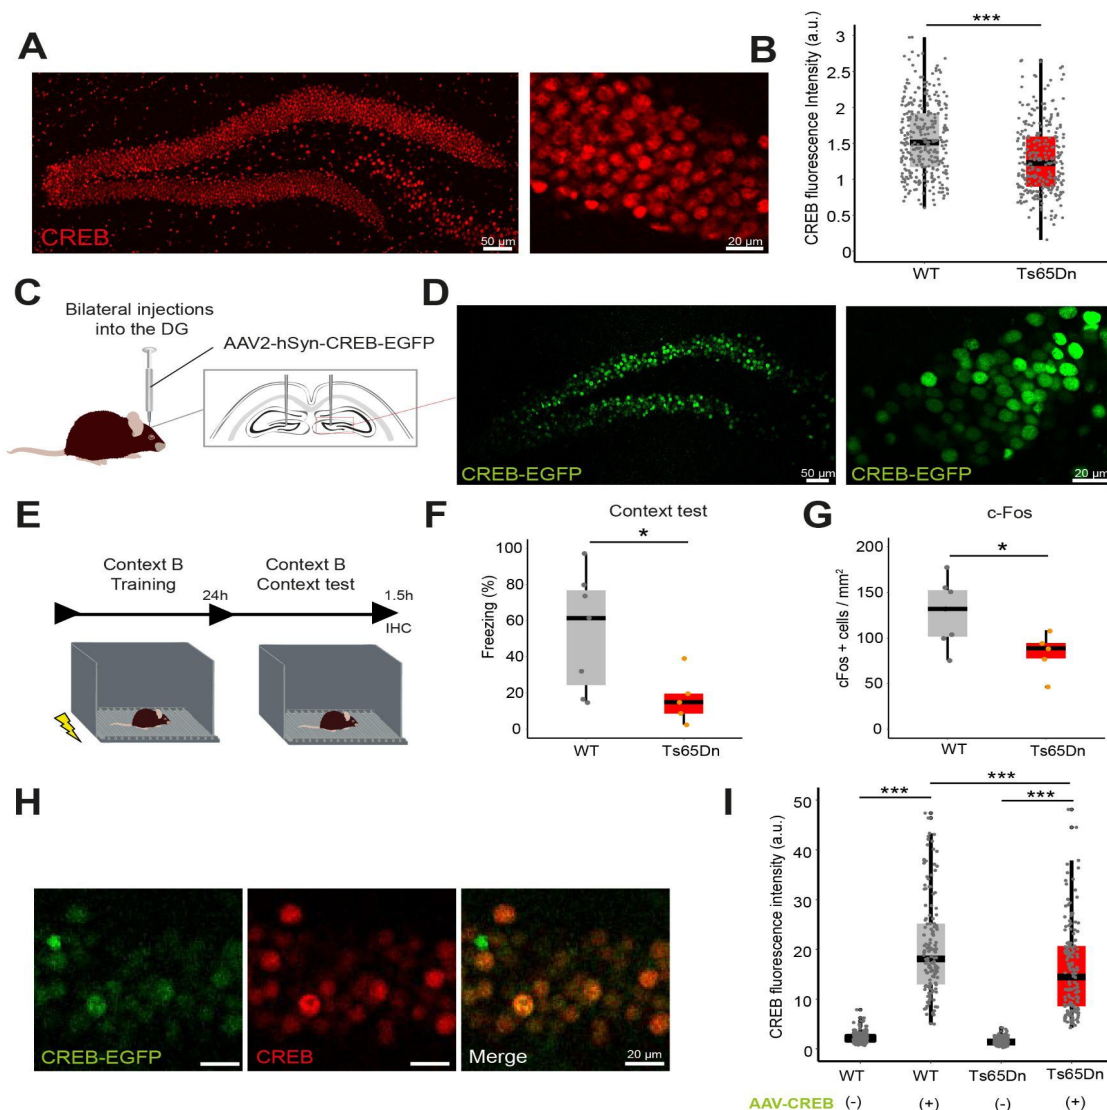 A
CREB
50 µm
20 µm
B
CREB fluorescence Intensity (a.u.)
***
3
2.5
2
1.5
1
0.5
0
WT
Ts65Dn
C
Bilateral injections
into the DG
AAV2-hSyn-CREB-EGFP
D
CREB-EGFP
50 µm
CREB-EGFP
20 µm
E
Context B
Training
24h
Context B
Context test
1.5h
IHC
F
Context test
*
Freezing (%)
100
80
60
40
20
0
WT
Ts65Dn
G
c-Fos
*
cFos + cells / mm²
200
150
100
50
0
WT
Ts65Dn
H
CREB-EGFP
CREB
Merge
20 µm
I
***
***
***
CREB fluorescence intensity (a.u.)
50
40
30
20
10
0
WT
WT
Ts65Dn
Ts65Dn
AAV-CREB
(-)
(+)
(-)
(+)